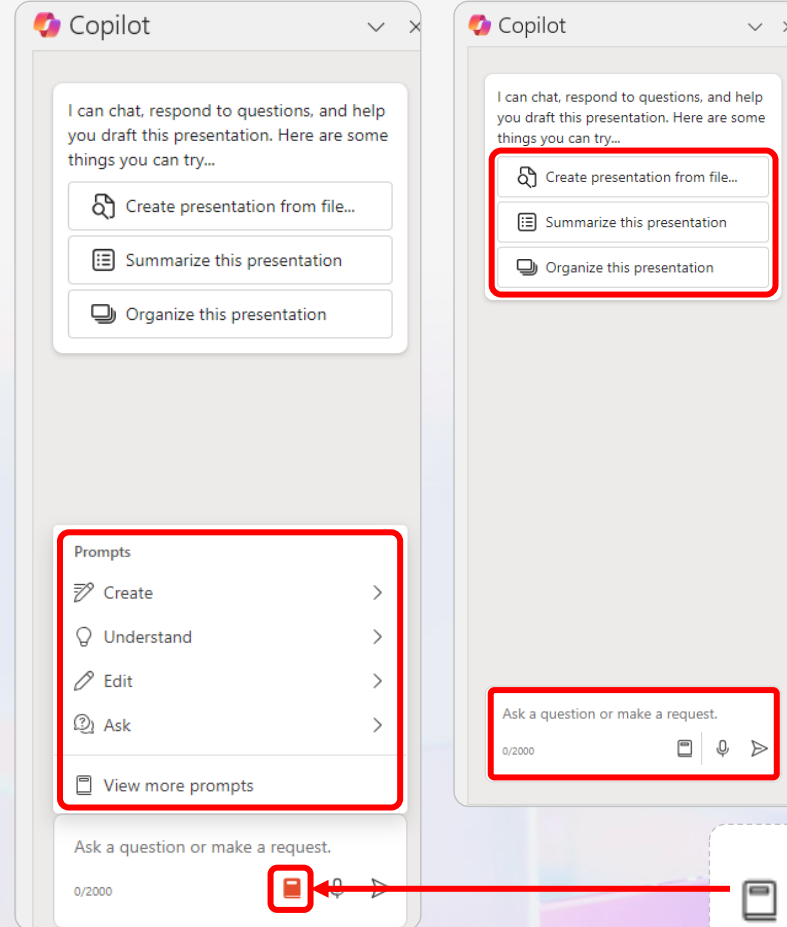 Copilot
I can chat, respond to questions, and help
you draft this presentation. Here are some
things you can try...
Create presentation from file...
Summarize this presentation
Organize this presentation
Prompts
Create
Understand
Edit
Ask
View more prompts
Ask a question or make a request.
0/2000
Copilot
I can chat, respond to questions, and help
you draft this presentation. Here are some
things you can try...
Create presentation from file...
Summarize this presentation
Organize this presentation
Ask a question or make a request.
0/2000